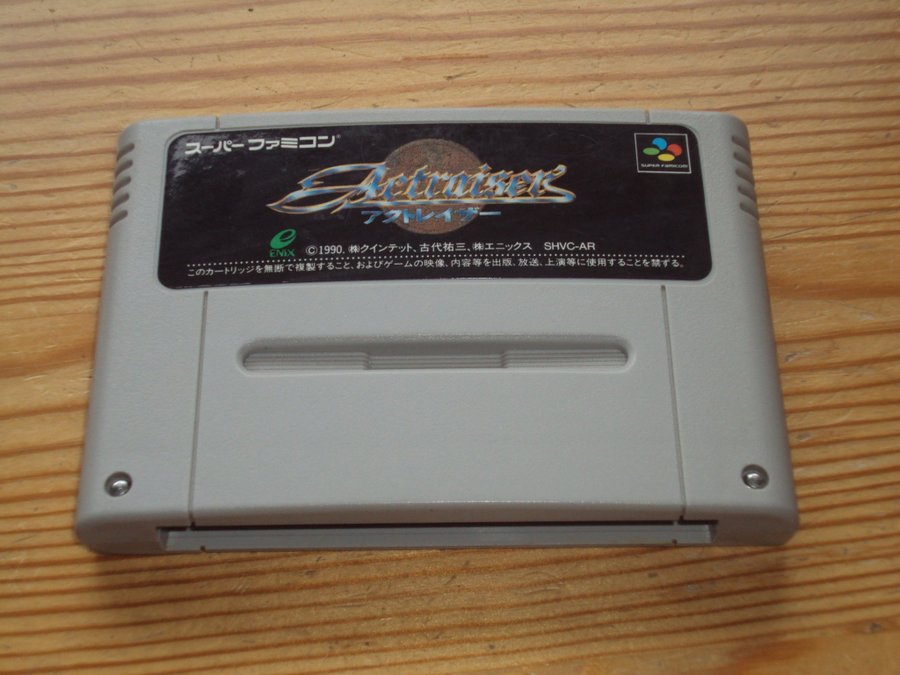 スーパーファミコン®
SUPER FAMICOM
Actraiser
アクトレイザー
ENIX
©1990. ㈱クインテット、古代祐三、㈱エニックス SHVC-AR
このカートリッジを無断で複製すること、およびゲームの映像、内容等を出版、放送、上演等に使用することを禁ずる。